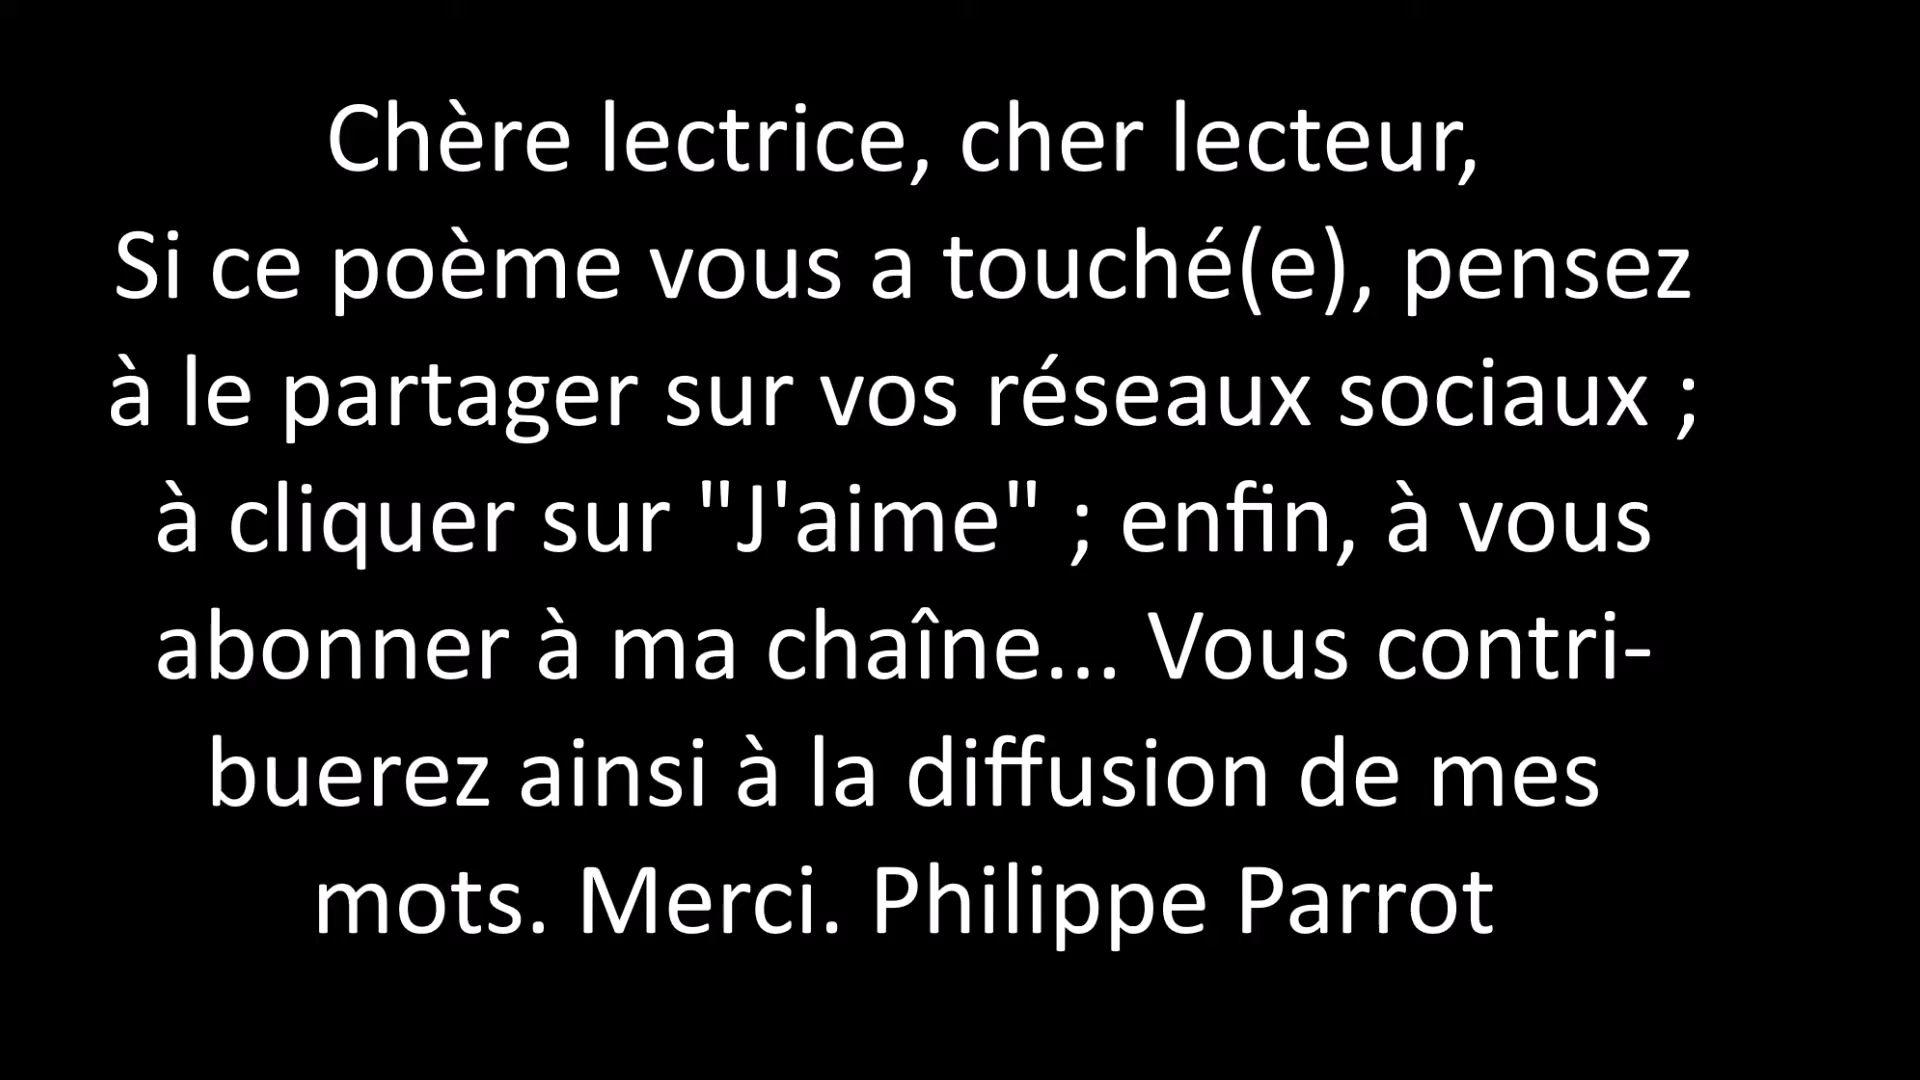 Chère lectrice, cher lecteur,
Si ce poème vous a touché(e), pensez
à le partager sur vos réseaux sociaux ;
à cliquer sur "J'aime" ; enfin, à vous
abonner à ma chaîne... Vous contri-
buerez ainsi à la diffusion de mes
mots. Merci. Philippe Parrot